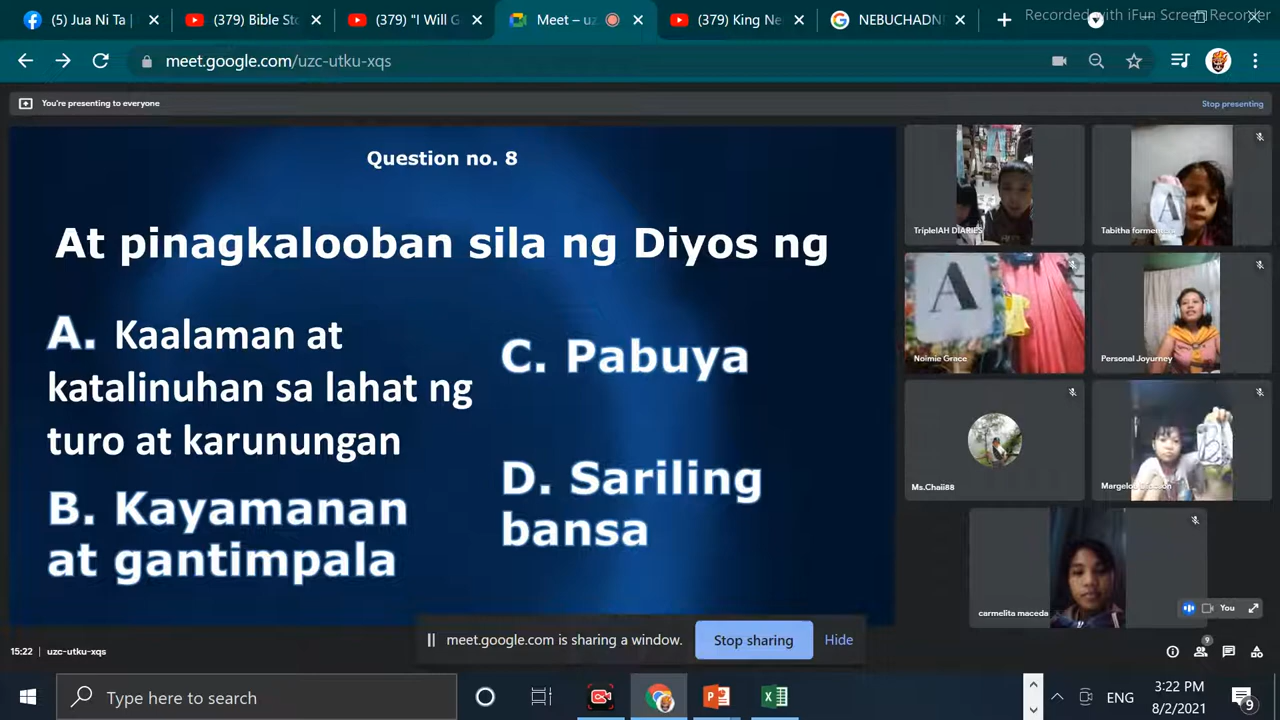 (5) Jua Ni Ta |
(379) Bible Sto
(379) "I Will G
Meet – uz
(379) King Ne
NEBUCHADN
Recorded with iFun Screen Recorder
meet.google.com/uzc-utku-xqs
You're presenting to everyone
Stop presenting
Question no. 8
At pinagkalooban sila ng Diyos ng
A. Kaalaman at
katalinuhan sa lahat ng
turo at karunungan
B. Kayamanan
at gantimpala
C. Pabuya
D. Sariling
bansa
A
TripleIAH DIARIES
A
Tabitha formentes
A
Noimie Grace
Personal Joyurney
Ms.Chaii88
B
carmelita maceda
You
meet.google.com is sharing a window.
Stop sharing
Hide
15:22
uzc-utku-xqs
9
Type here to search
ENG
3:22 PM
8/2/2021
9